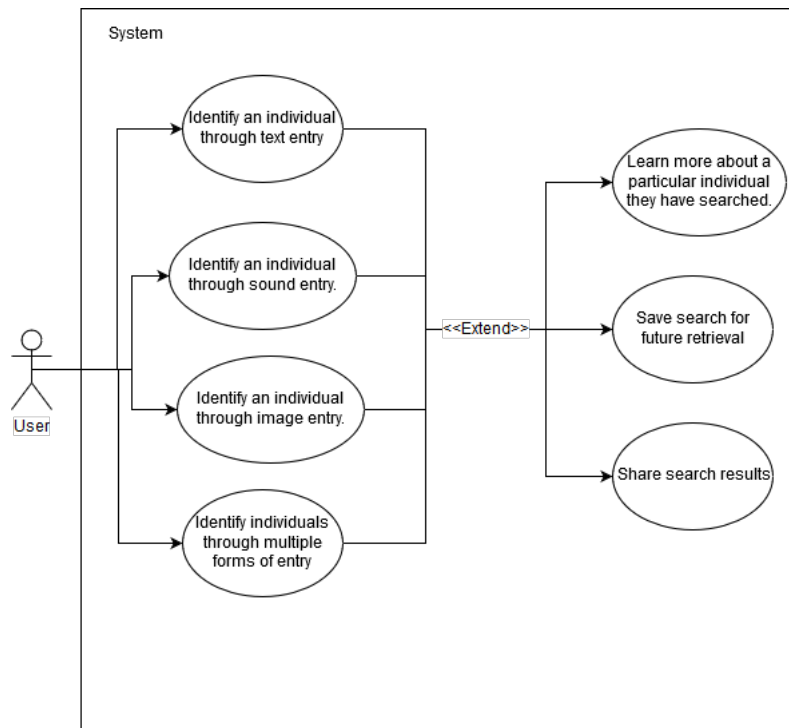 System
Identify an individual
through text entry
Learn more about a
particular individual
they have searched.
Identify an individual
through sound entry.
<<Extend>>
Save search for
future retrieval
User
Identify an individual
through image entry.
Share search results
Identify individuals
through multiple
forms of entry